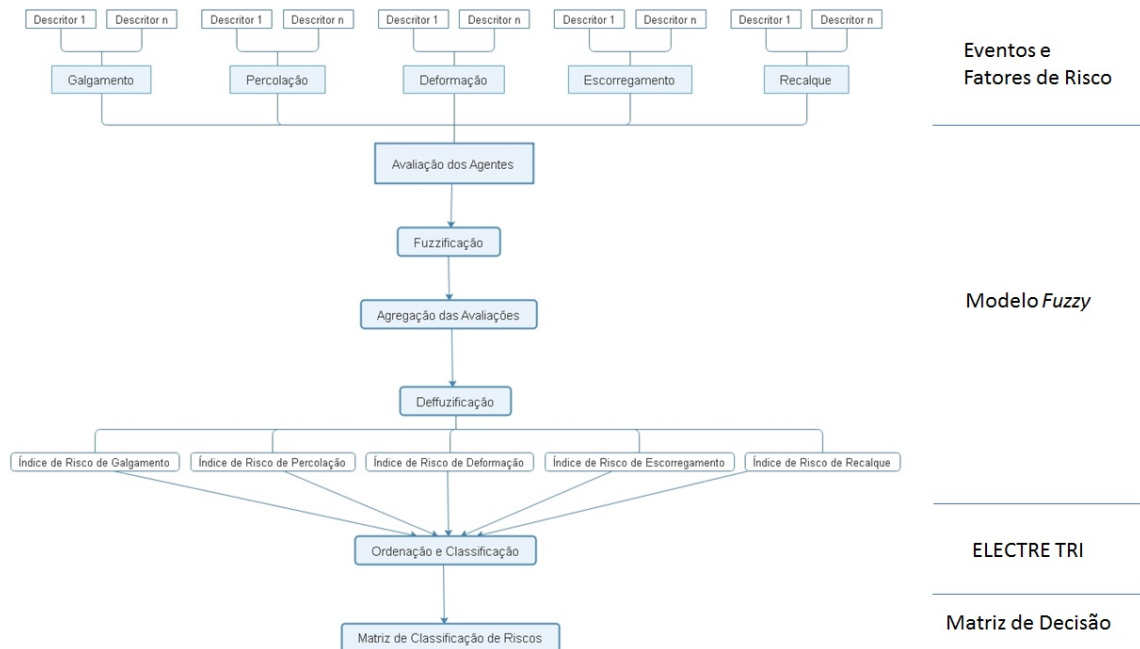 Descritor 1 Descritor n Descritor 1 Descritor n Descritor 1 Descritor n Descritor 1 Descritor n Descritor 1 Descritor n
Galgamento Percolação Deformação Escorregamento Recalque
Eventos e
Fatores de Risco
Avaliação dos Agentes
Fuzzificação
Agregação das Avaliações
Modelo Fuzzy
Deffuzificação
Índice de Risco de Galgamento Índice de Risco de Percolação Índice de Risco de Deformação Índice de Risco de Escorregamento Índice de Risco de Recalque
Ordenação e Classificação
ELECTRE TRI
Matriz de Classificação de Riscos
Matriz de Decisão